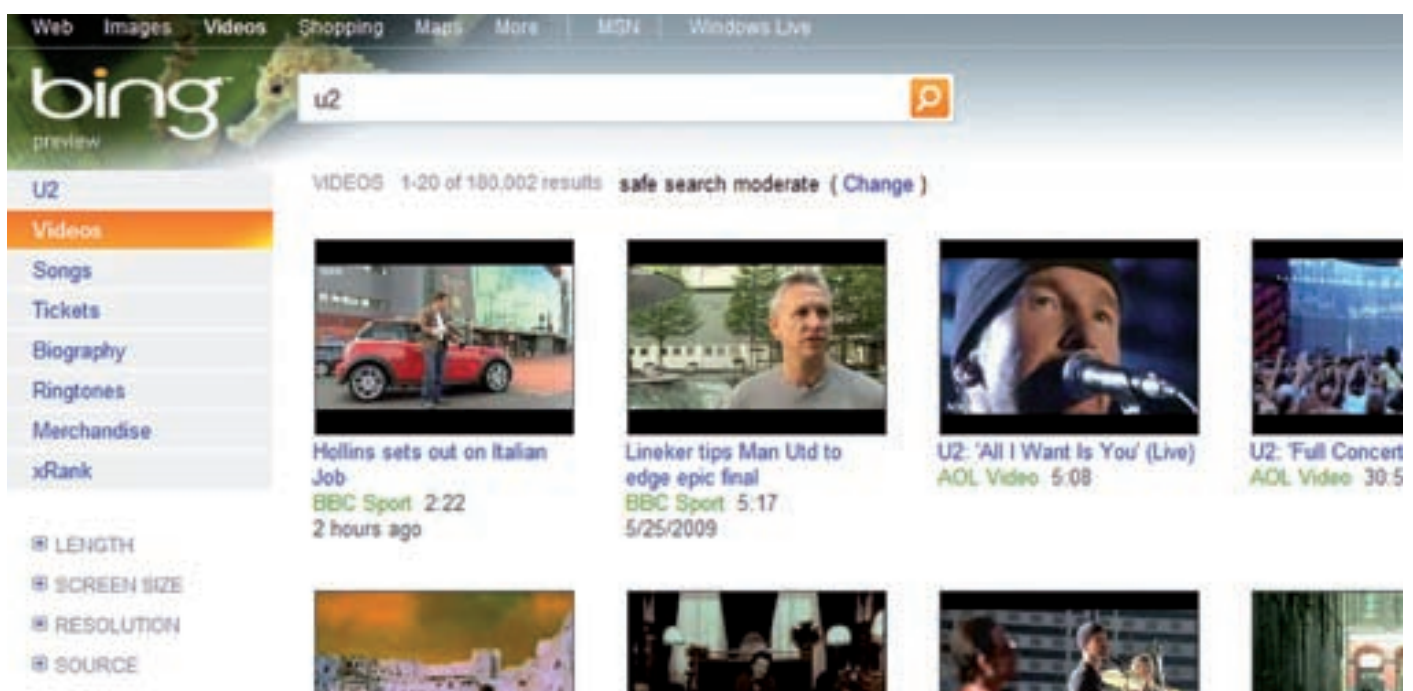 Web Images Videos Shopping Maps More MSN Windows Live
bing
preview
u2
U2
Videos
Songs
Tickets
Biography
Ringtones
Merchandise
xRank
LENGTH
SCREEN SIZE
RESOLUTION
SOURCE
VIDEOS 1-20 of 180,002 results safe search moderate ( Change )
Hollins sets out on Italian
Job
BBC Sport 2:22
2 hours ago
Lineker tips Man Utd to
edge epic final
BBC Sport 5:17
5/25/2009
U2: 'All I Want Is You' (Live)
AOL Video 5:08
U2: 'Full Concert
AOL Video 30:5